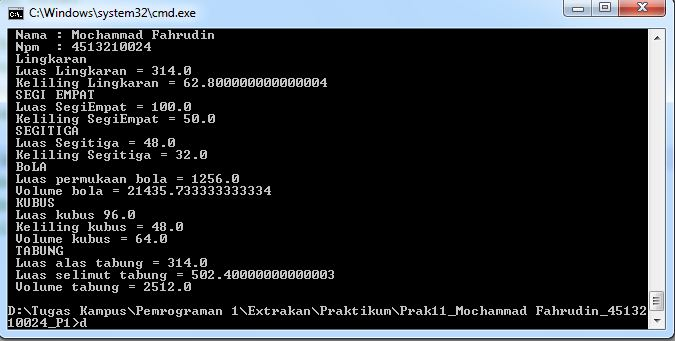 C:\Windows\system32\cmd.exe
Nama : Mochammad Fahrudin
Npm : 4513210024
Lingkaran
Luas Lingkaran = 314.0
Keliling Lingkaran = 62.800000000000004
SEGI EMPAT
Luas SegiEmpat = 100.0
Keliling SegiEmpat = 50.0
SEGITIGA
Luas Segitiga = 48.0
Keliling Segitiga = 32.0
BoLA
Luas permukaan bola = 1256.0
Volume bola = 21435.733333333334
KUBUS
Luas kubus 96.0
Keliling kubus = 48.0
Volume kubus = 64.0
TABUNG
Luas alas tabung = 314.0
Luas selimut tabung = 502.40000000000003
Volume tabung = 2512.0
D:\Tugas Kampus\Pemrograman 1\Extrakan\Praktikum\Prak11_Mochammad Fahrudin_45132
10024_P1>d